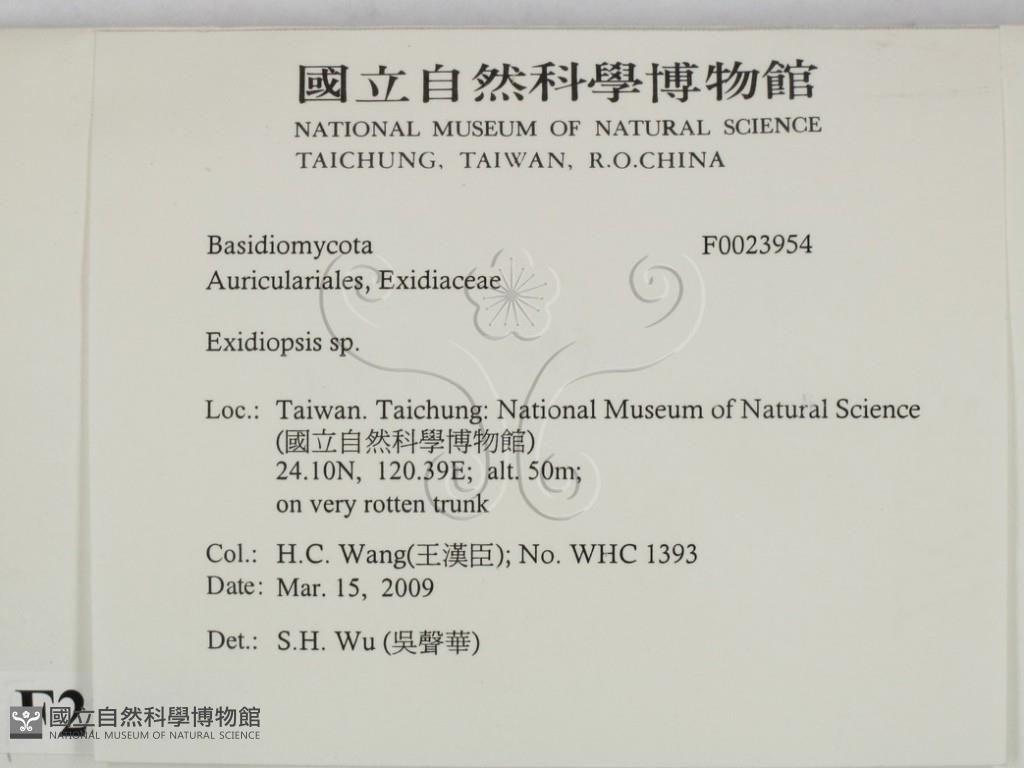 國立自然科學博物館
NATIONAL MUSEUM OF NATURAL SCIENCE
TAICHUNG, TAIWAN, R.O.CHINA
Basidiomycota F0023954
Auriculariales, Exidiaceae
Exidiopsis sp.
Loc.: Taiwan. Taichung: National Museum of Natural Science
(國立自然科學博物館)
24.10N, 120.39E; alt. 50m;
on very rotten trunk
Col.: H.C. Wang(王漢臣); No. WHC 1393
Date: Mar. 15, 2009
Det.: S.H. Wu (吳聲華)
F2
國立自然科學博物館
NATIONAL MUSEUM OF NATURAL SCIENCE